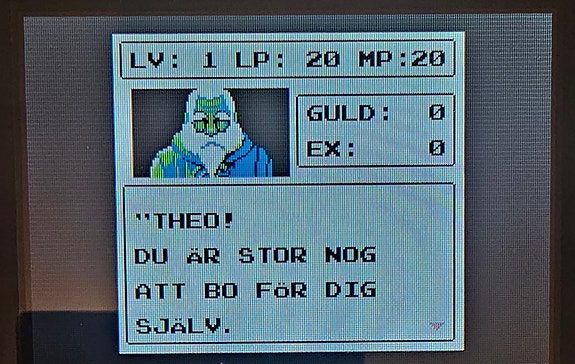 LV: 1 LP: 20 MP:20
GULD: 0
EX: 0
"THEO!
DU ÄR STOR NOG
ATT BO FöR DIG
SJÄLV.